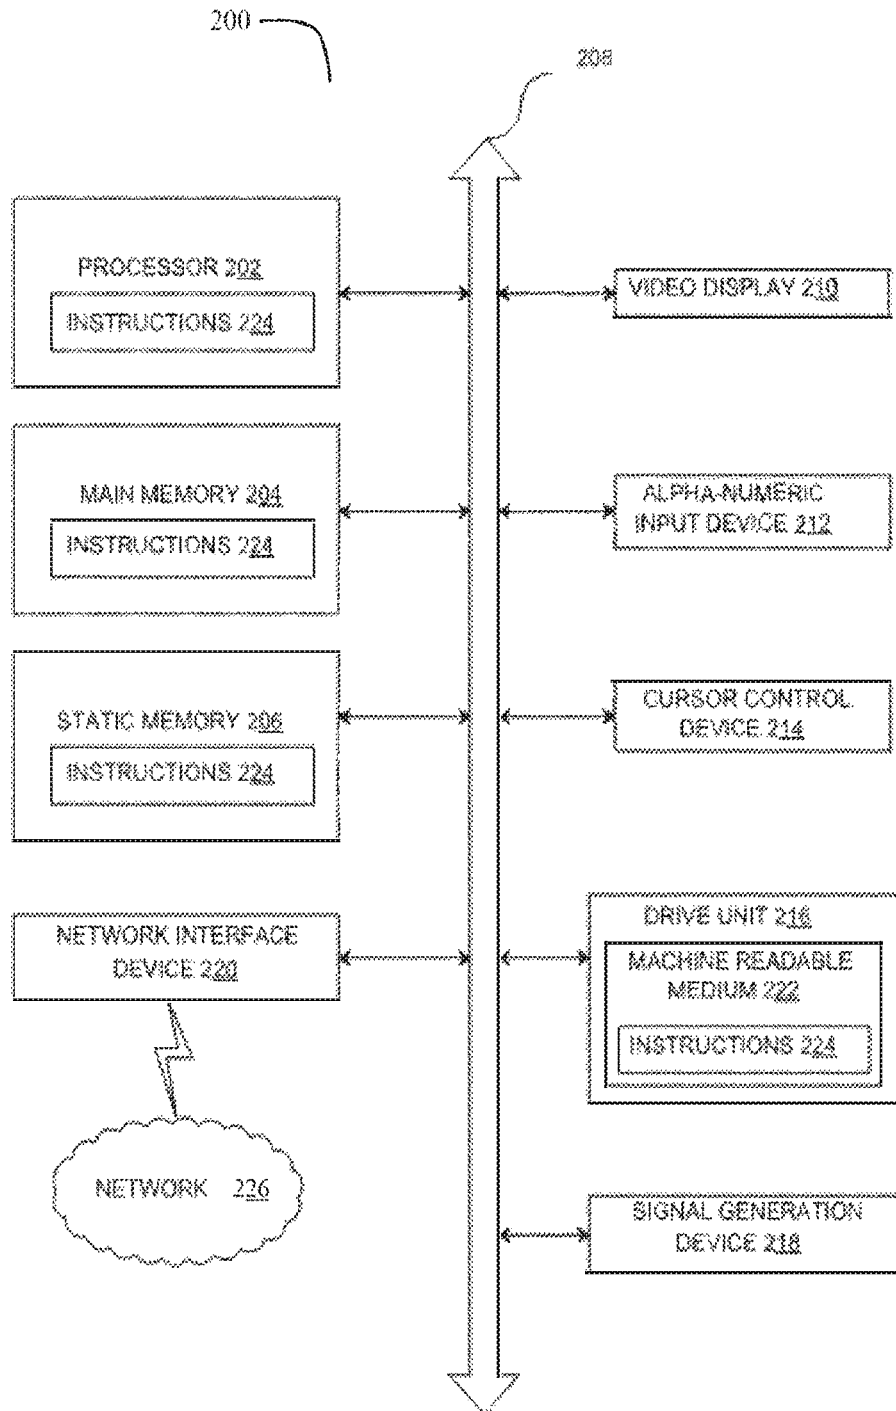 200
208
PROCESSOR 202
INSTRUCTIONS 224
MAIN MEMORY 204
INSTRUCTIONS 224
STATIC MEMORY 206
INSTRUCTIONS 224
NETWORK INTERFACE
DEVICE 220
NETWORK 226
VIDEO DISPLAY 210
ALPHA-NUMERIC
INPUT DEVICE 212
CURSOR CONTROL
DEVICE 214
DRIVE UNIT 216
MACHINE READABLE
MEDIUM 222
INSTRUCTIONS 224
SIGNAL GENERATION
DEVICE 218